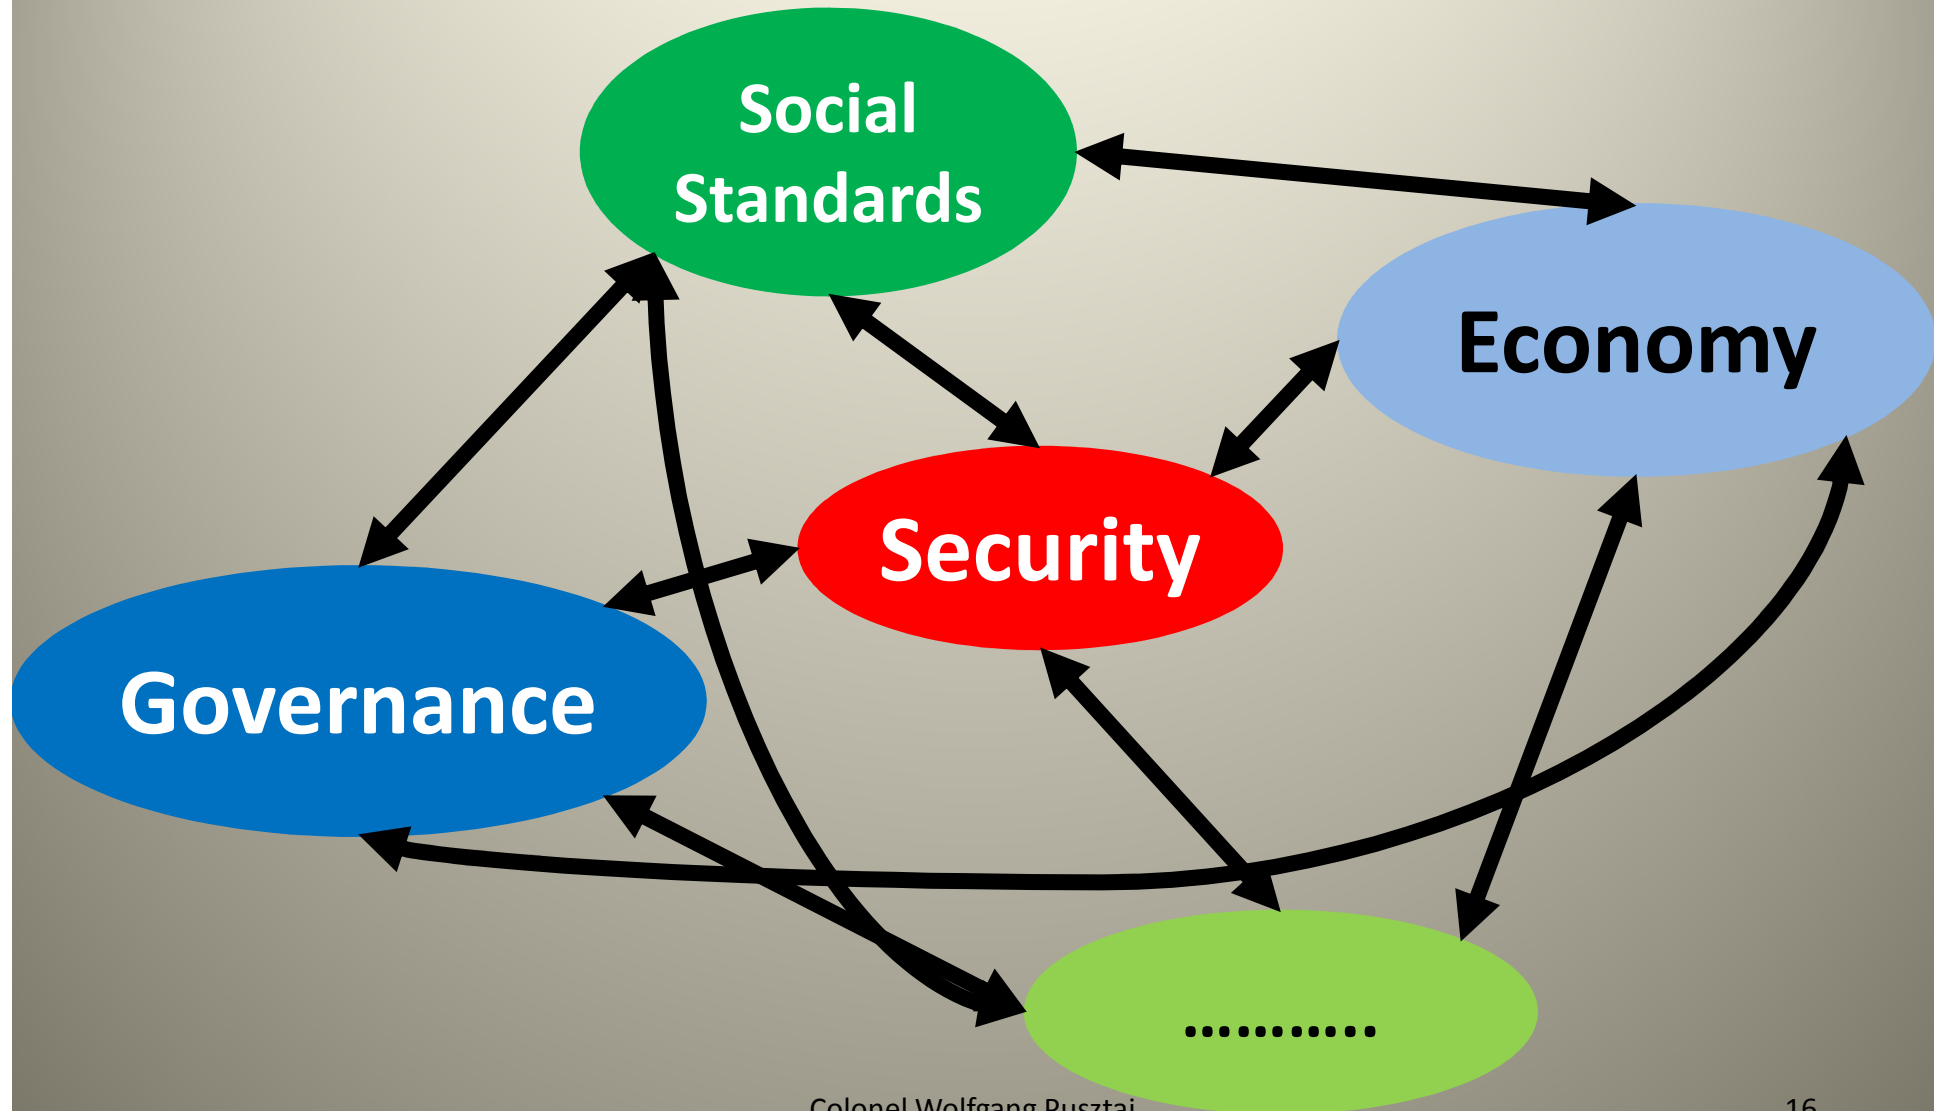 Social
Standards
Economy
Security
Governance
...........
Colonel Wolfgang Pusztai
16